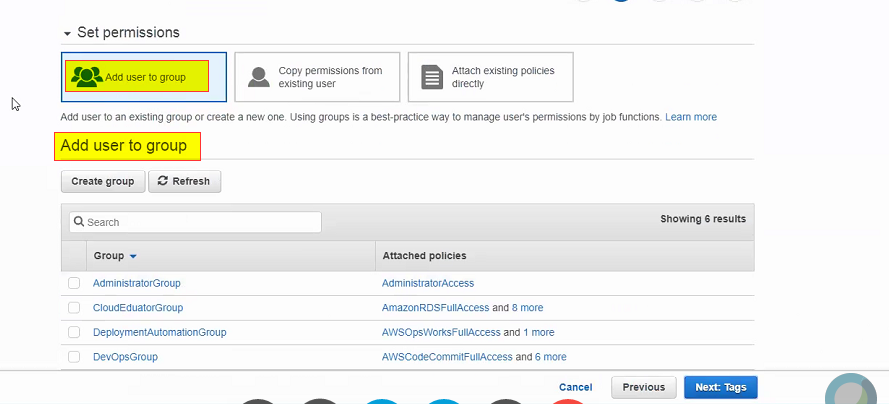 Set permissions
Add user to group
Copy permissions from
existing user
Attach existing policies
directly
Add user to an existing group or create a new one. Using groups is a best-practice way to manage user's permissions by job functions. Learn more
Add user to group
Create group Refresh
Search Showing 6 results
Group Attached policies
AdministratorGroup AdministratorAccess
CloudEduatorGroup AmazonRDSFullAccess and 8 more
DeploymentAutomationGroup AWSOpsWorksFullAccess and 1 more
DevOpsGroup AWSCodeCommitFullAccess and 6 more
Cancel Previous Next: Tags